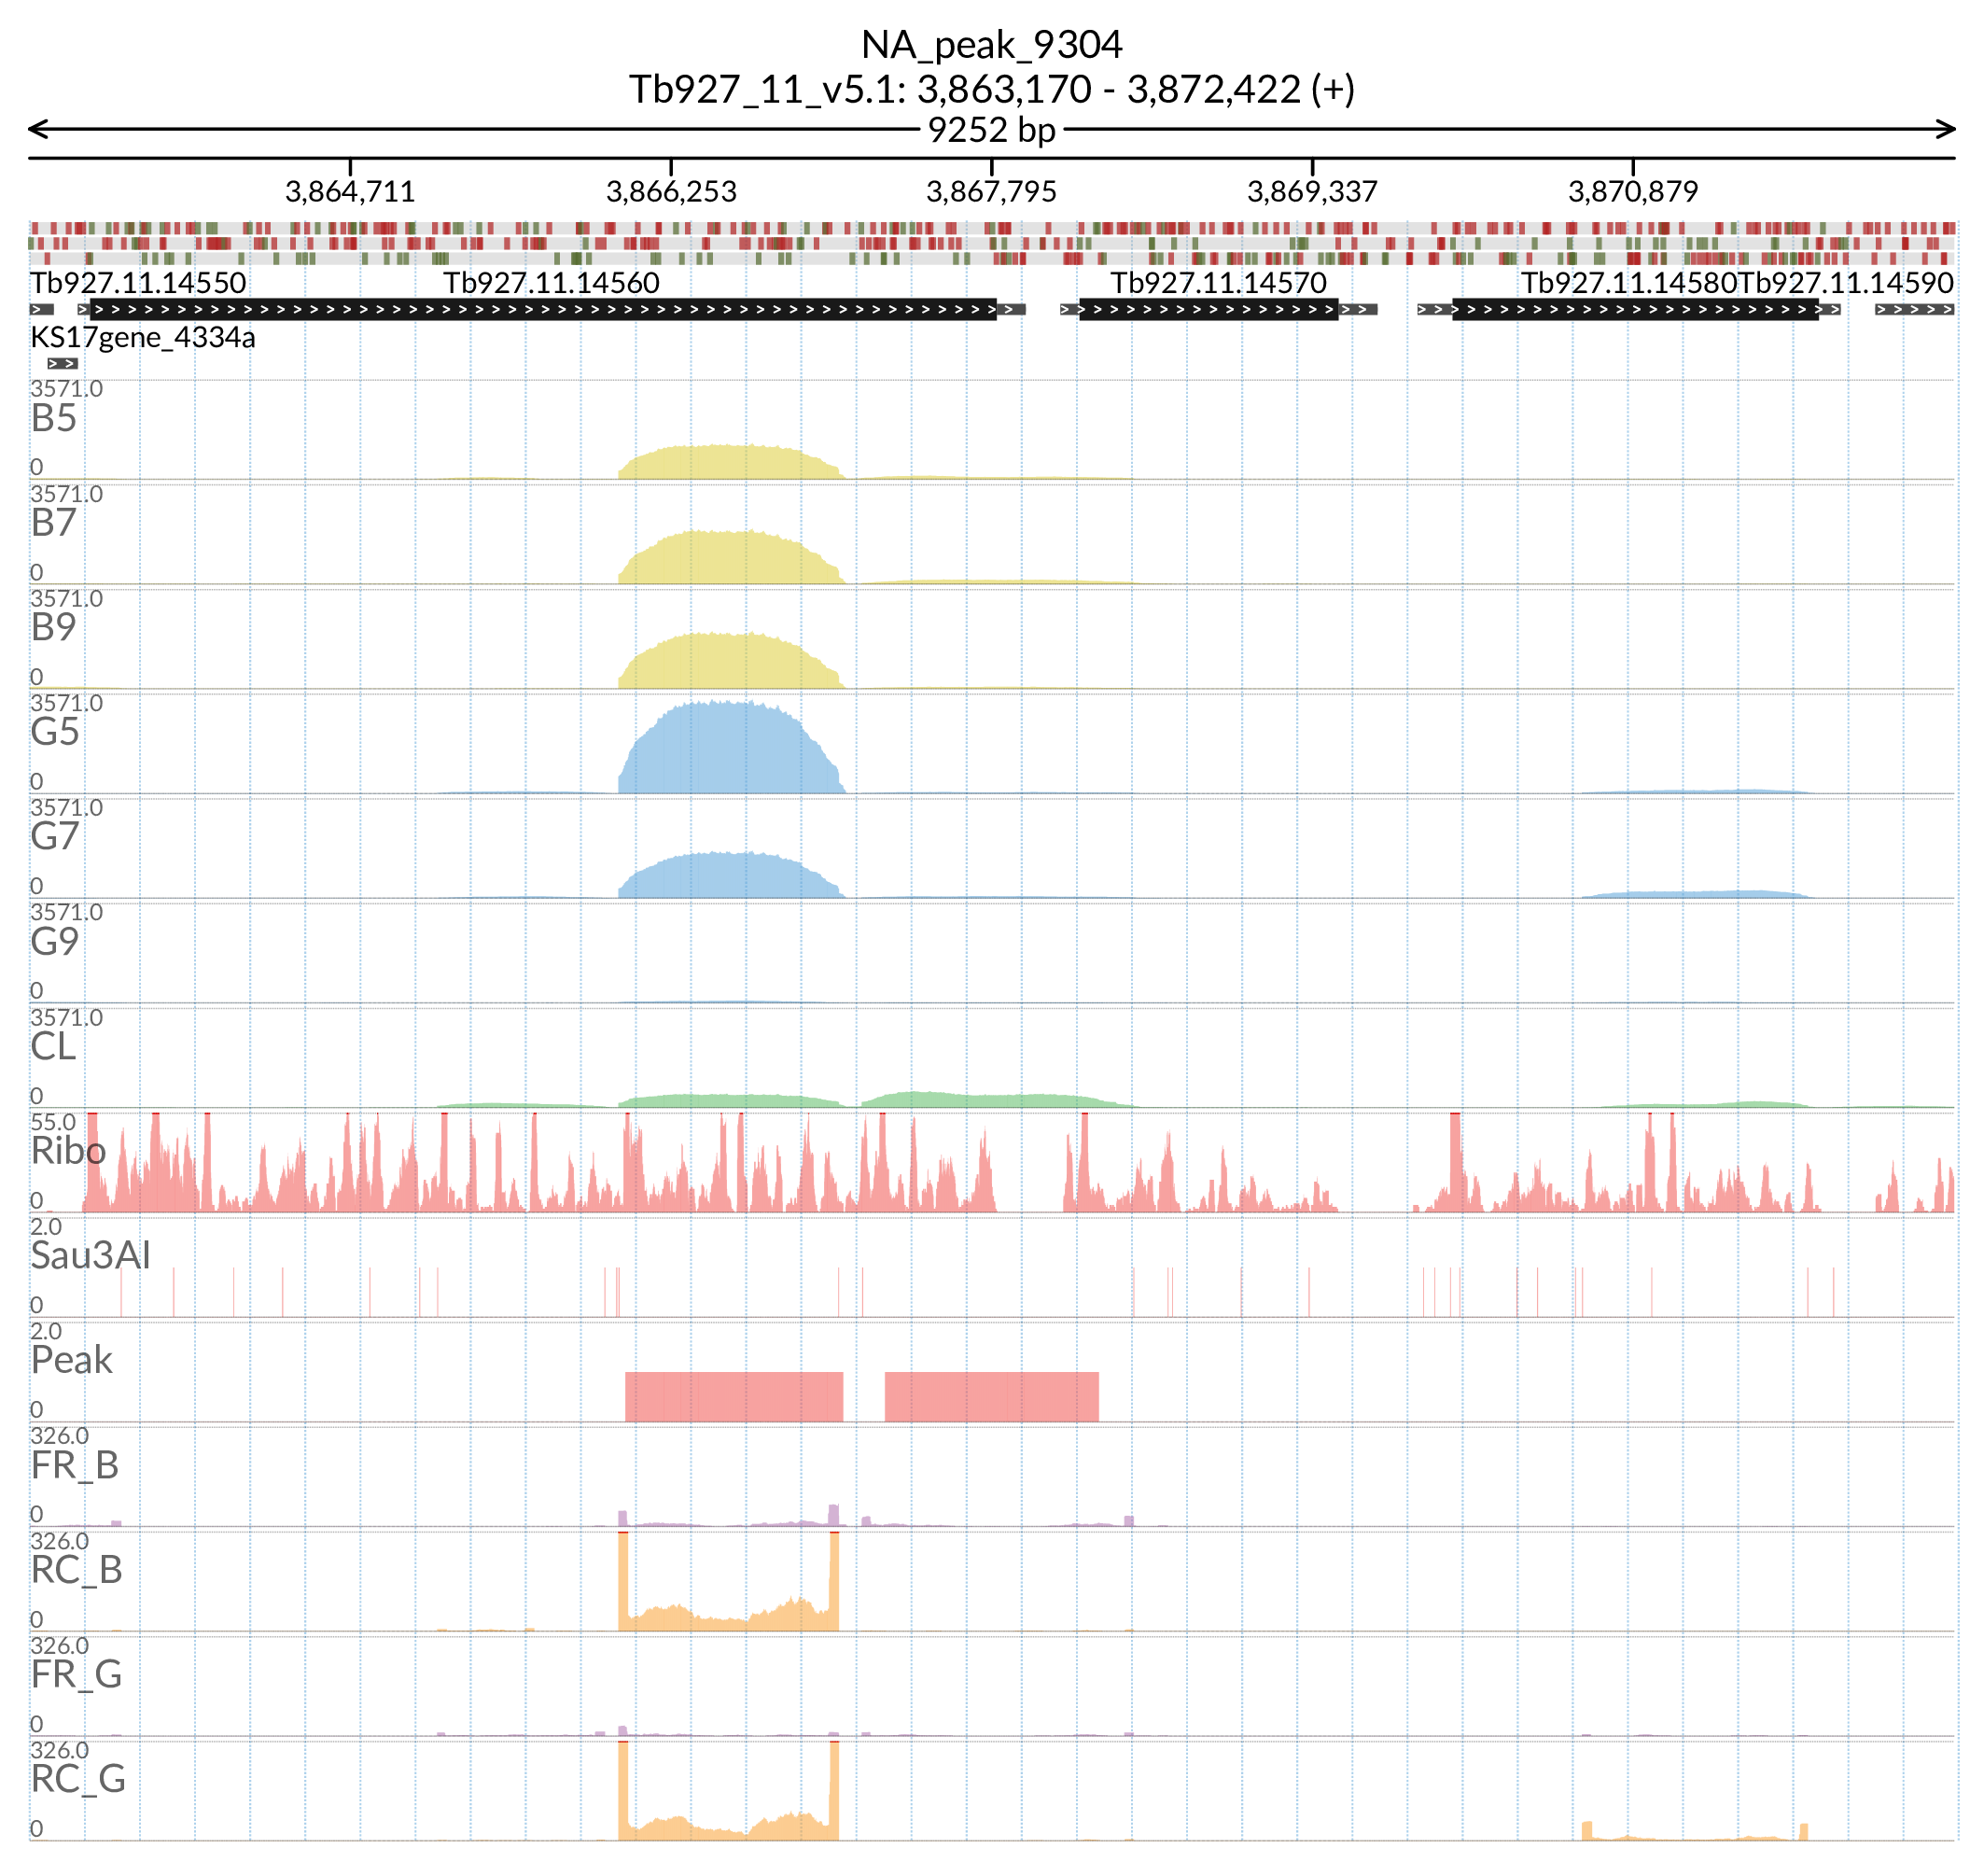 NA_peak_9304
Tb927_11_v5.1: 3,863,170 - 3,872,422 (+)
9252 bp
3,864,711 3,866,253 3,867,795 3,869,337 3,870,879
Tb927.11.14550 Tb927.11.14560 Tb927.11.14570 Tb927.11.14580 Tb927.11.14590
KS17gene_4334a
3571.0
B5
0
3571.0
B7
0
3571.0
B9
0
3571.0
G5
0
3571.0
G7
0
3571.0
G9
0
3571.0
CL
0
55.0
Ribo
0
2.0
Sau3AI
0
2.0
Peak
0
326.0
FR_B
0
326.0
RC_B
0
326.0
FR_G
0
326.0
RC_G
0